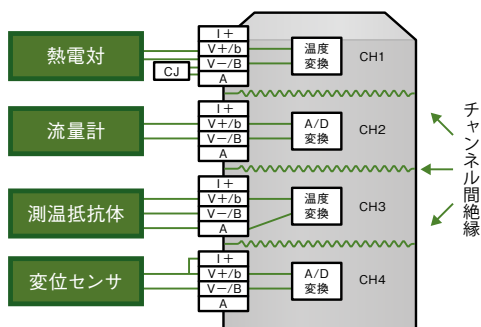 熱電対
CJ
I+
V+/b
V−/B
A
温度
変換
CH1
流量計
I+
V+/b
V−/B
A
A/D
変換
CH2
測温抵抗体
I+
V+/b
V−/B
A
温度
変換
CH3
変位センサ
I+
V+/b
V−/B
A
A/D
変換
CH4
チャンネル間絶縁